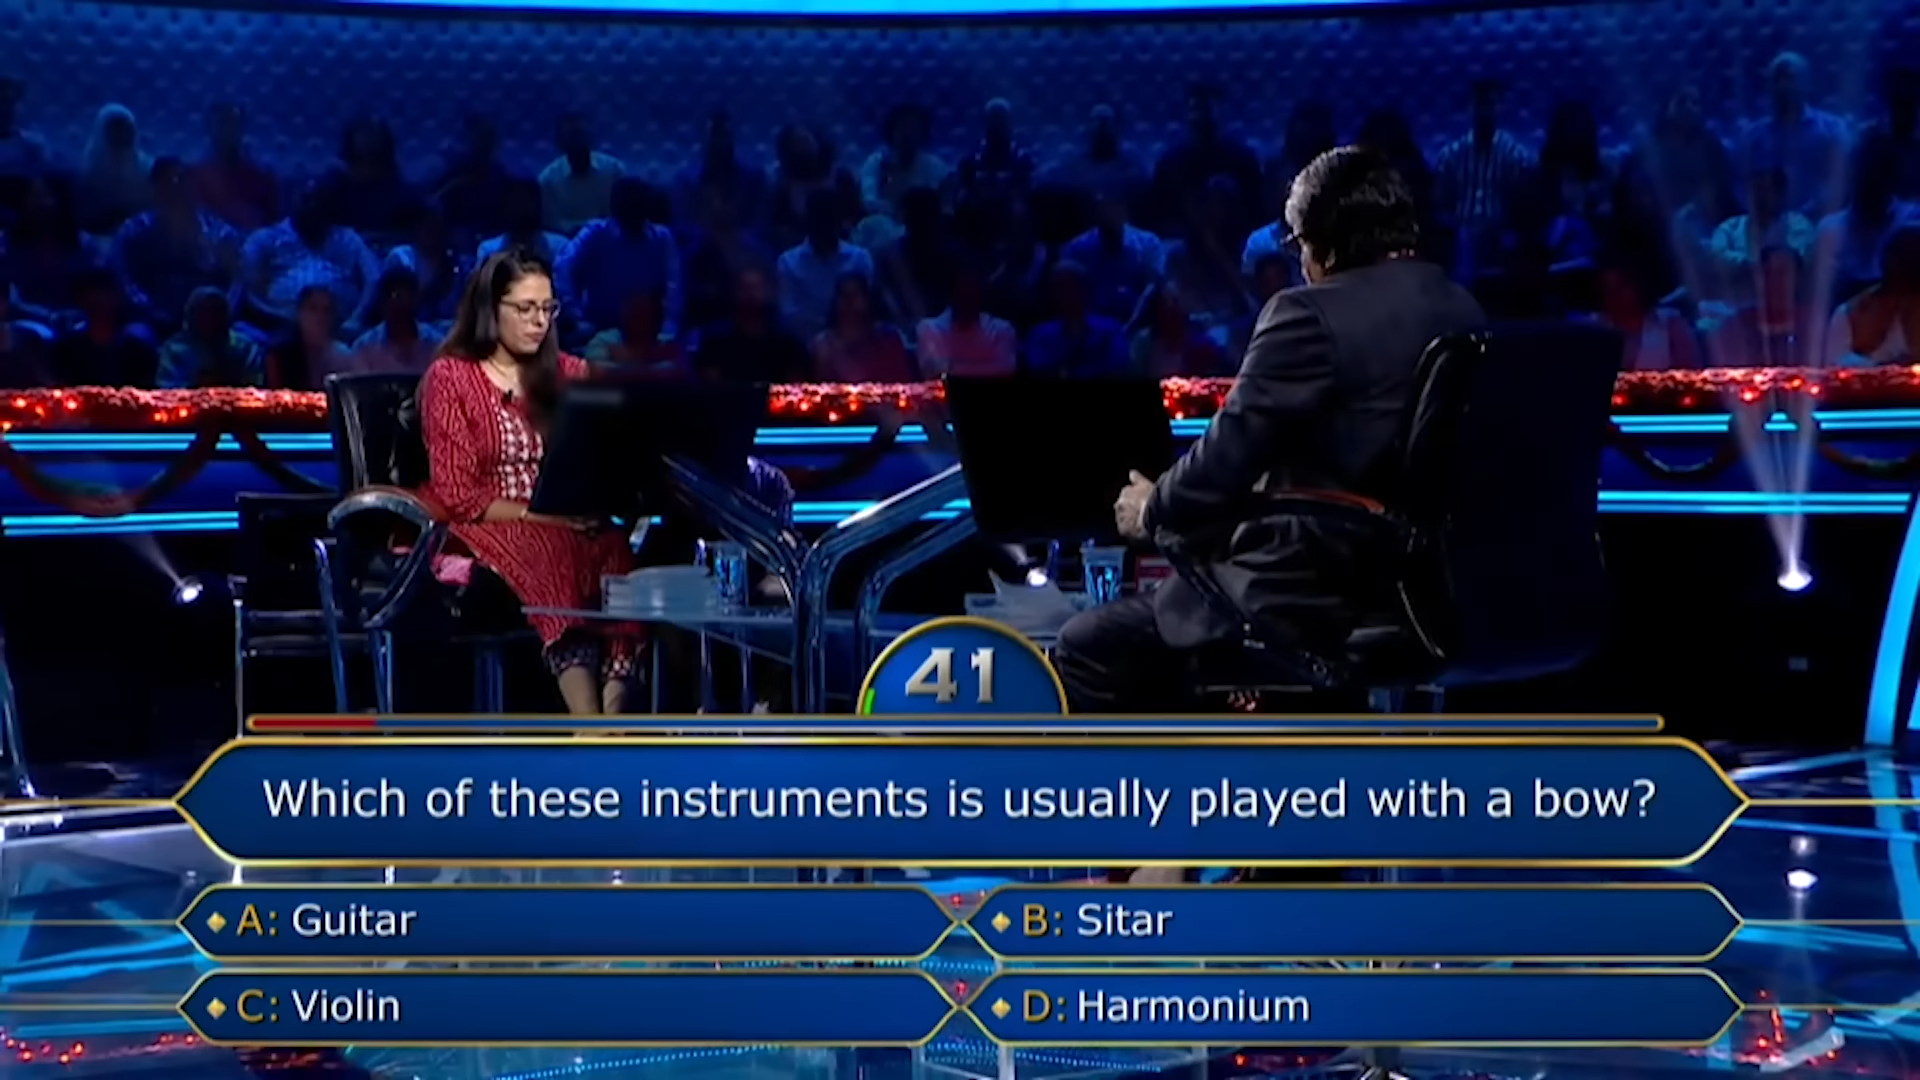 41
Which of these instruments is usually played with a bow?
A: Guitar
B: Sitar
C: Violin
D: Harmonium